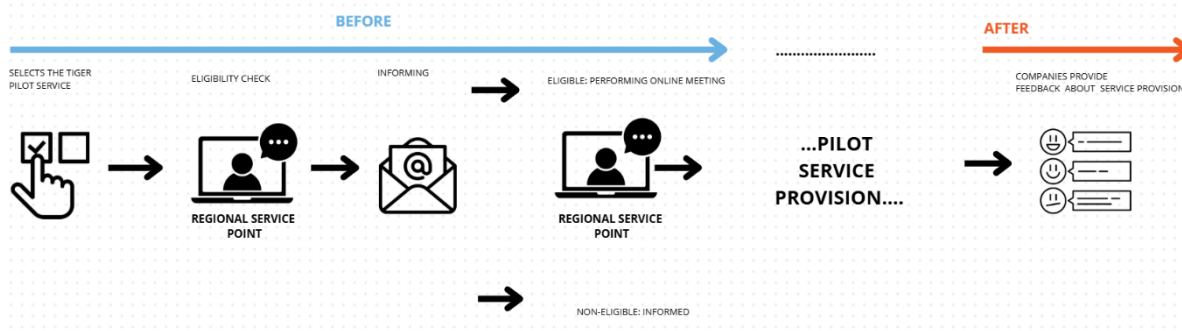 BEFORE
AFTER
........................
SELECTS THE TIGER
PILOT SERVICE
ELIGIBILITY CHECK
INFORMING
ELIGIBLE: PERFORMING ONLINE MEETING
COMPANIES PROVIDE
FEEDBACK ABOUT SERVICE PROVISION
@
...PILOT
SERVICE
PROVISION....
REGIONAL SERVICE
POINT
REGIONAL SERVICE
POINT
NON-ELIGIBLE: INFORMED